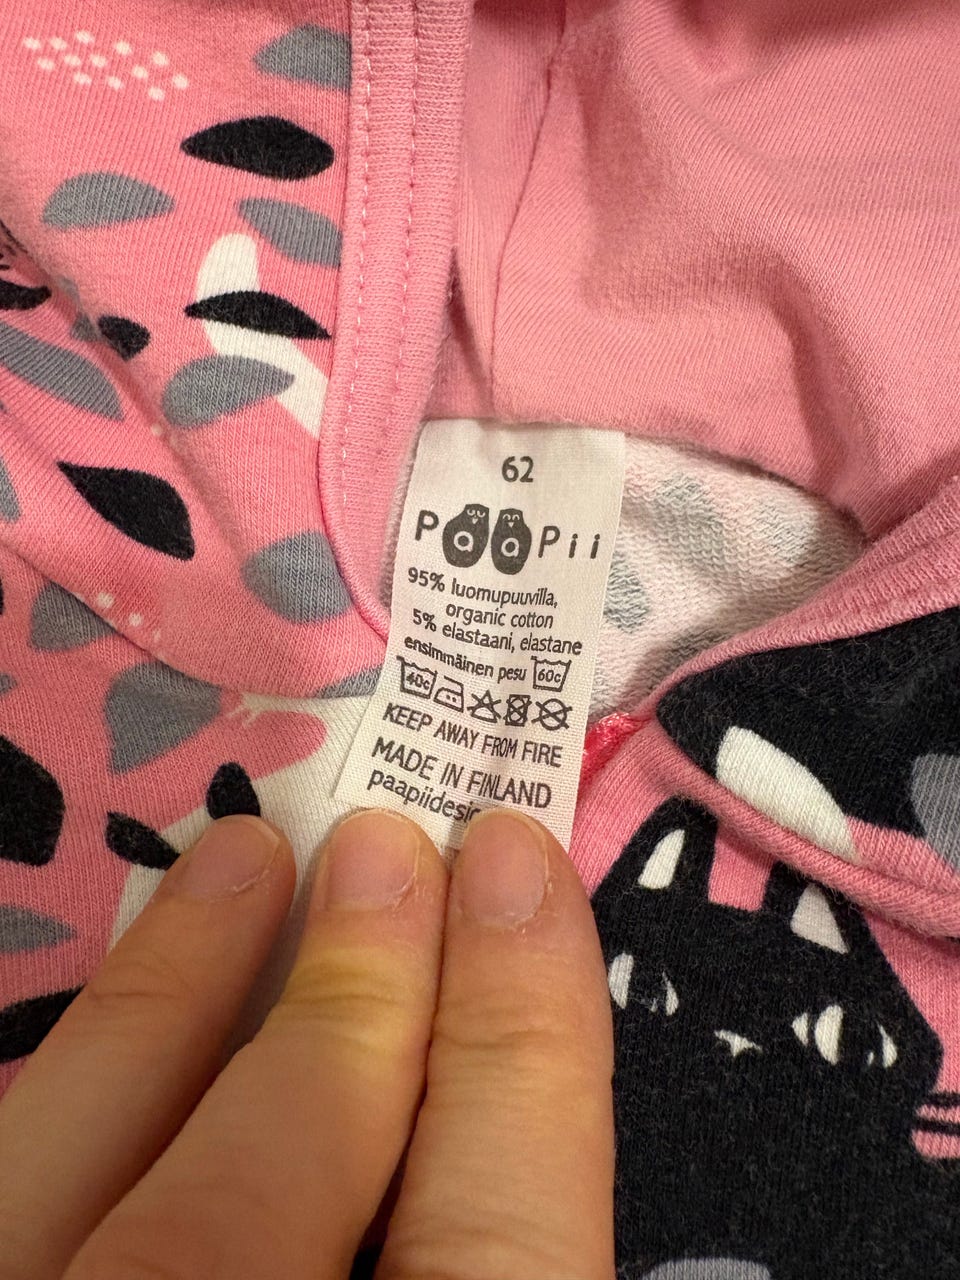 62
PaaPii
95% luomupuuvilla,
organic cotton
5% elastaani, elastane
ensimmäinen pesu 60c
40c
KEEP AWAY FROM FIRE
MADE IN FINLAND